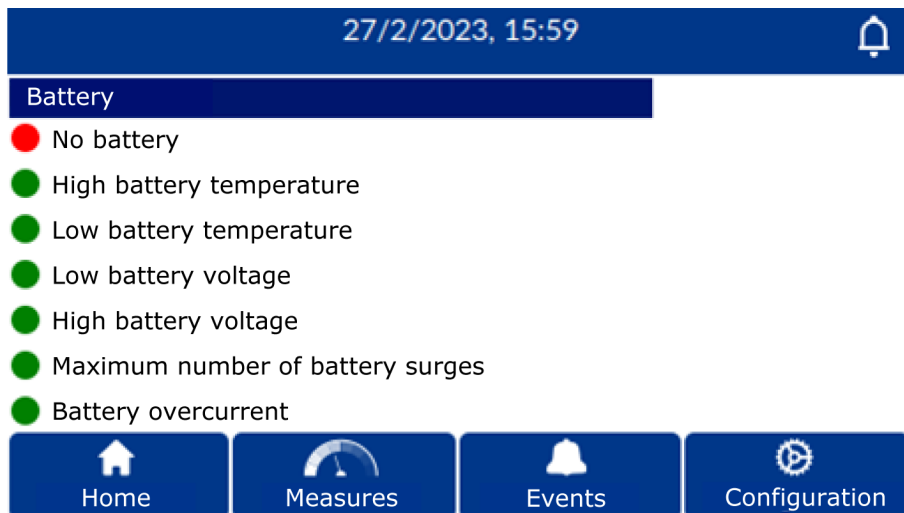 27/2/2023, 15:59
Battery
No battery
High battery temperature
Low battery temperature
Low battery voltage
High battery voltage
Maximum number of battery surges
Battery overcurrent
Home Measures Events Configuration